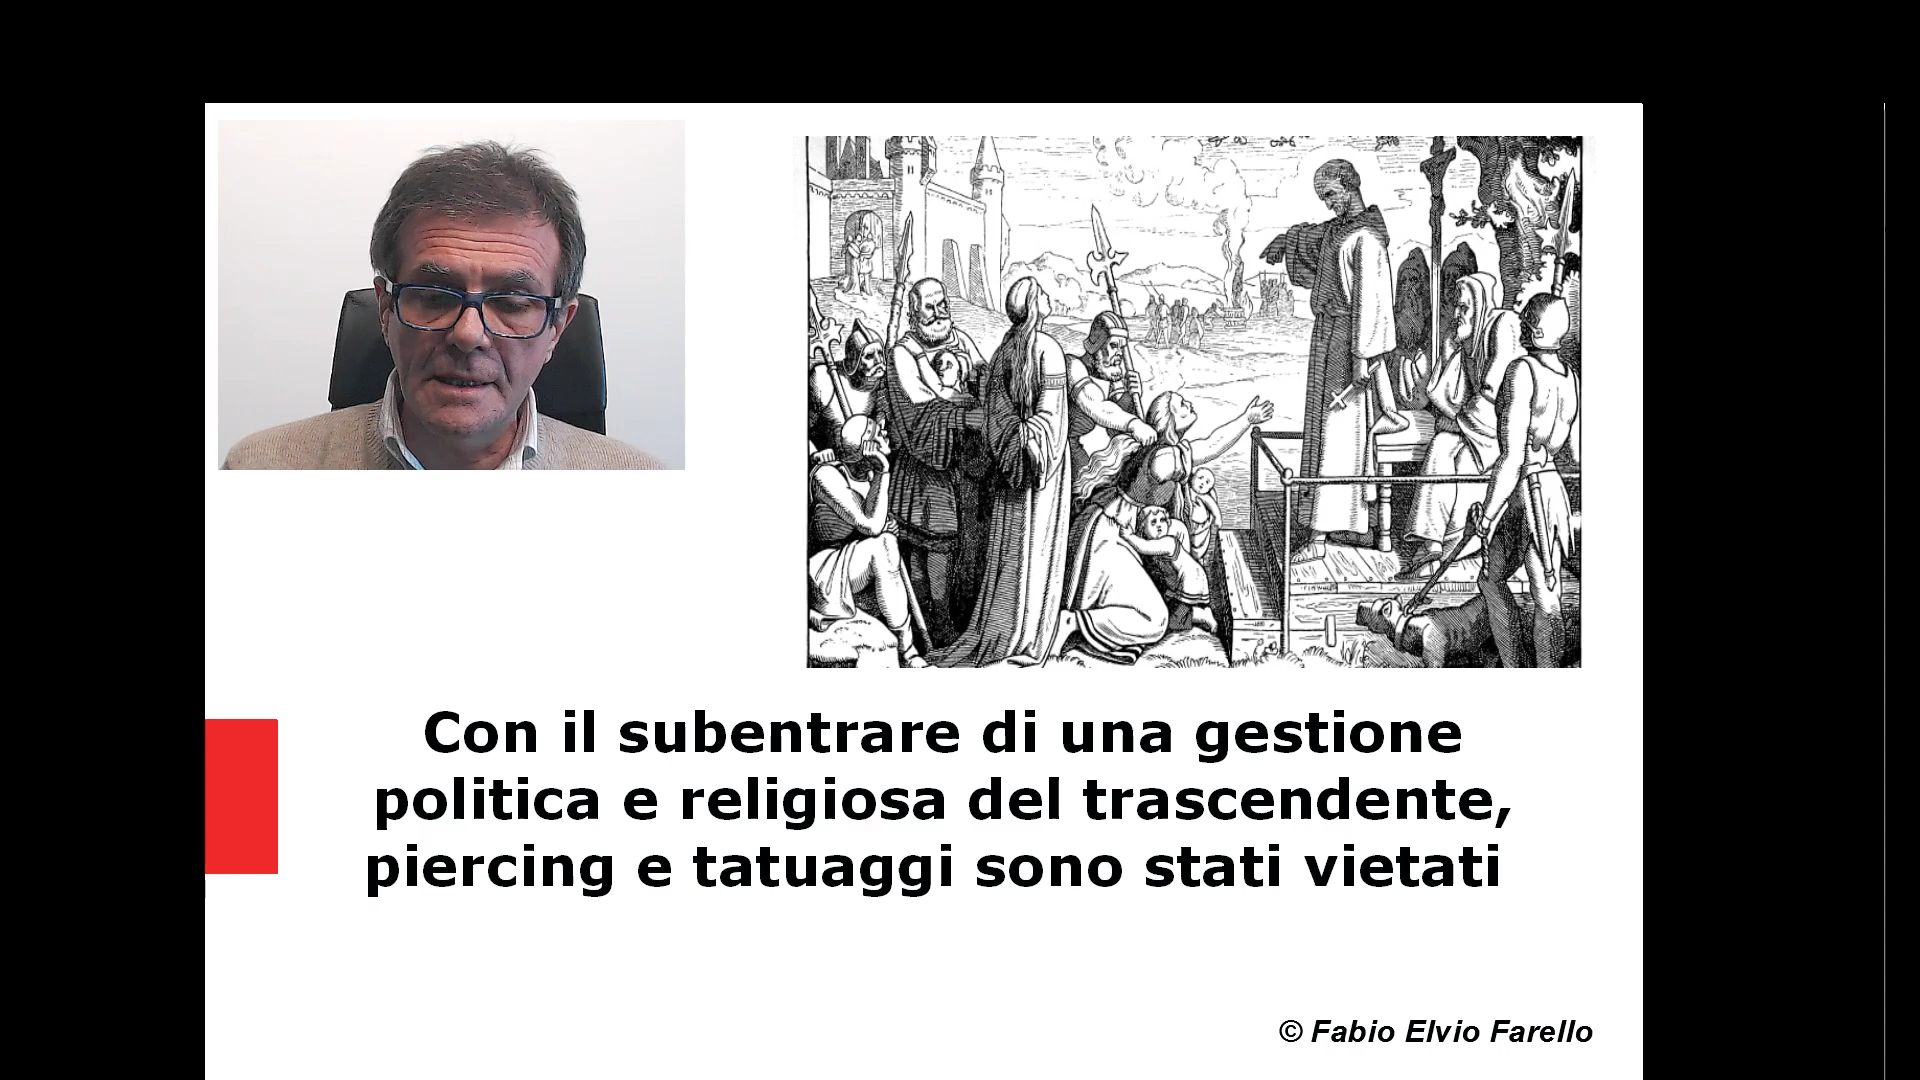 Con il subentrare di una gestione
politica e religiosa del trascendente,
piercing e tatuaggi sono stati vietati
© Fabio Elvio Farello